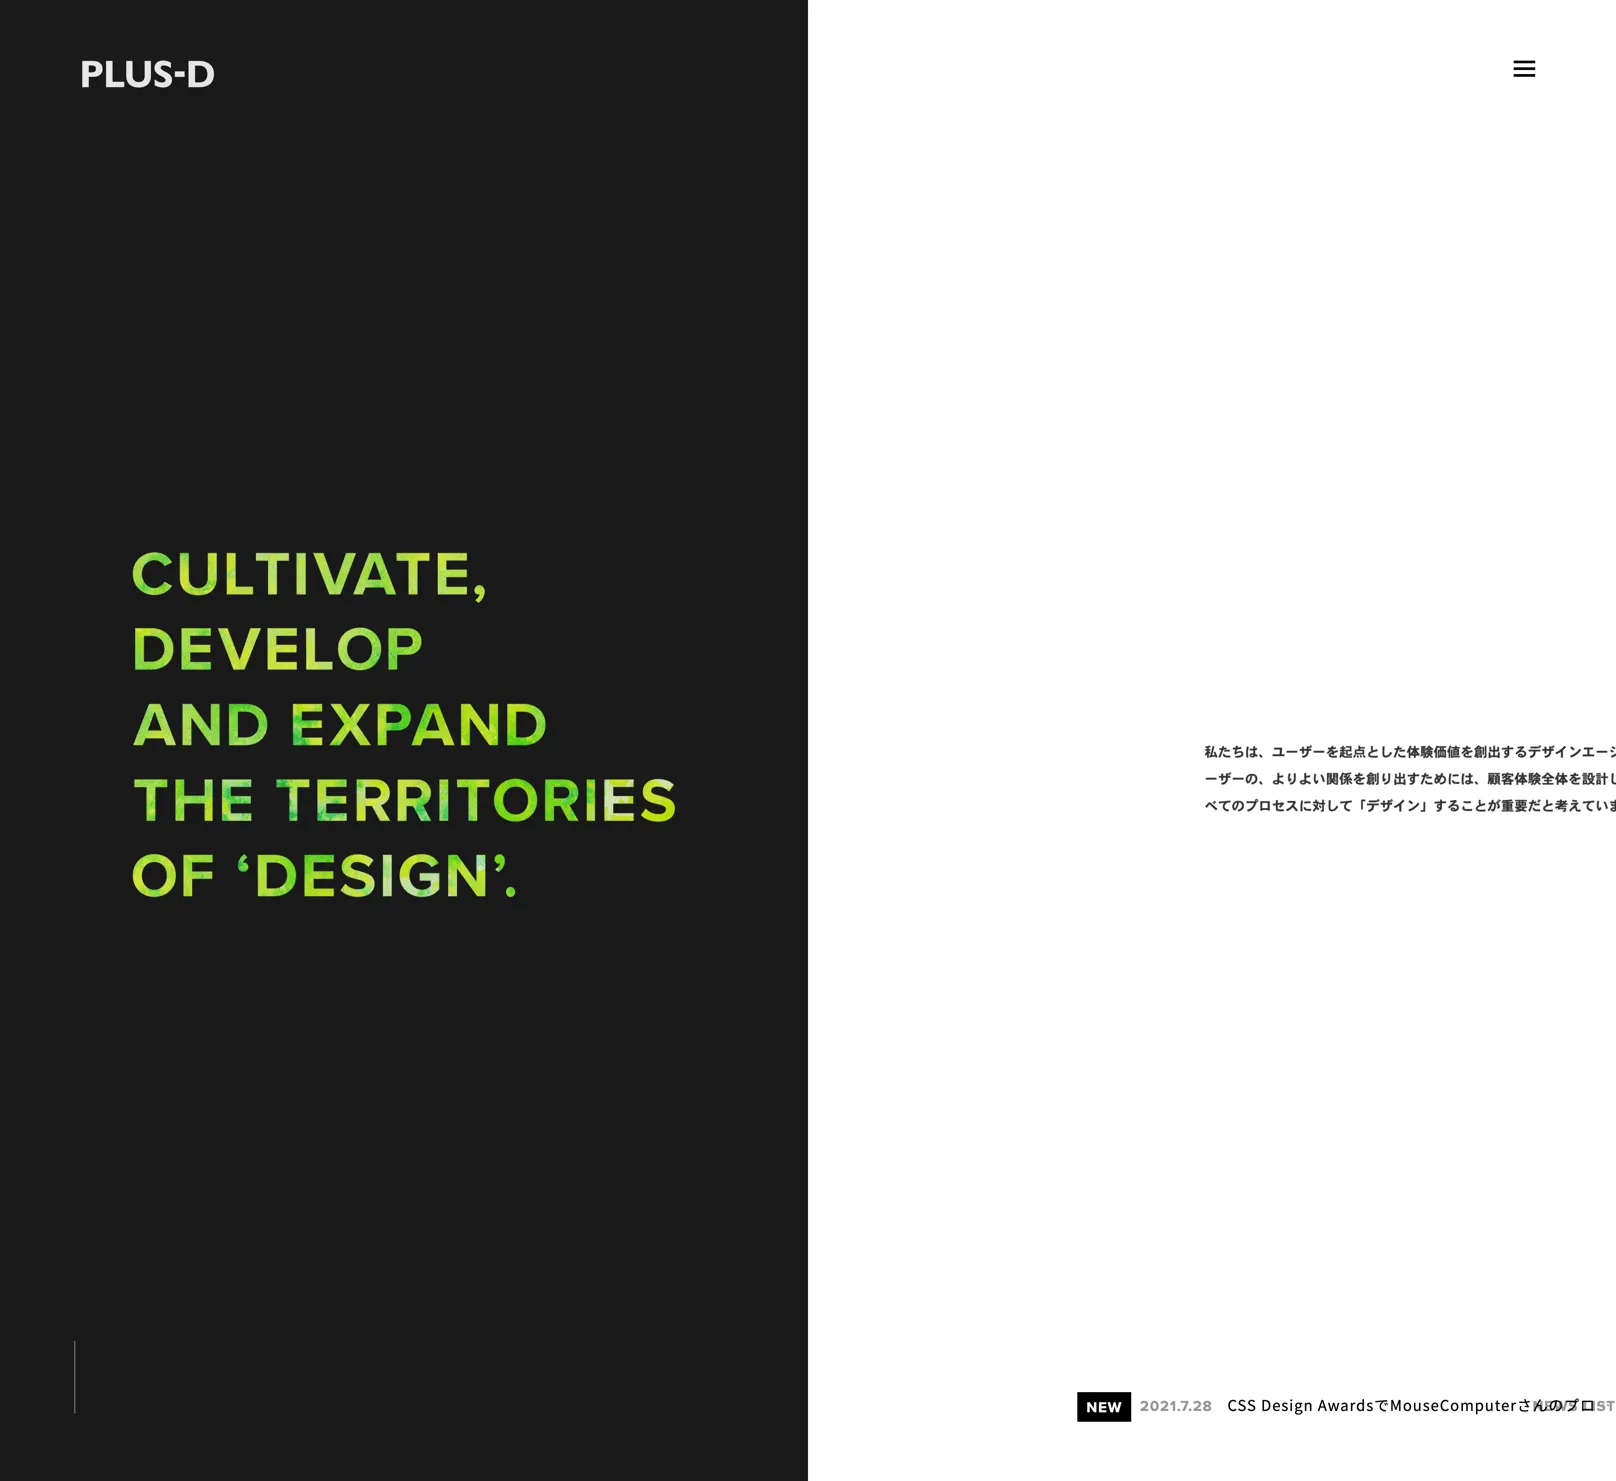 PLUS-D
CULTIVATE,
DEVELOP
AND EXPAND
THE TERRITORIES
OF ‘DESIGN’.
私たちは、ユーザーを起点とした体験価値を創出するデザインエージ
ーザーの、よりよい関係を創り出すためには、顧客体験全体を設計し
べてのプロセスに対して「デザイン」することが重要だと考えていま
NEW 2021.7.28 CSS Design AwardsでMouseComputerさんのプロ NEWS LIST